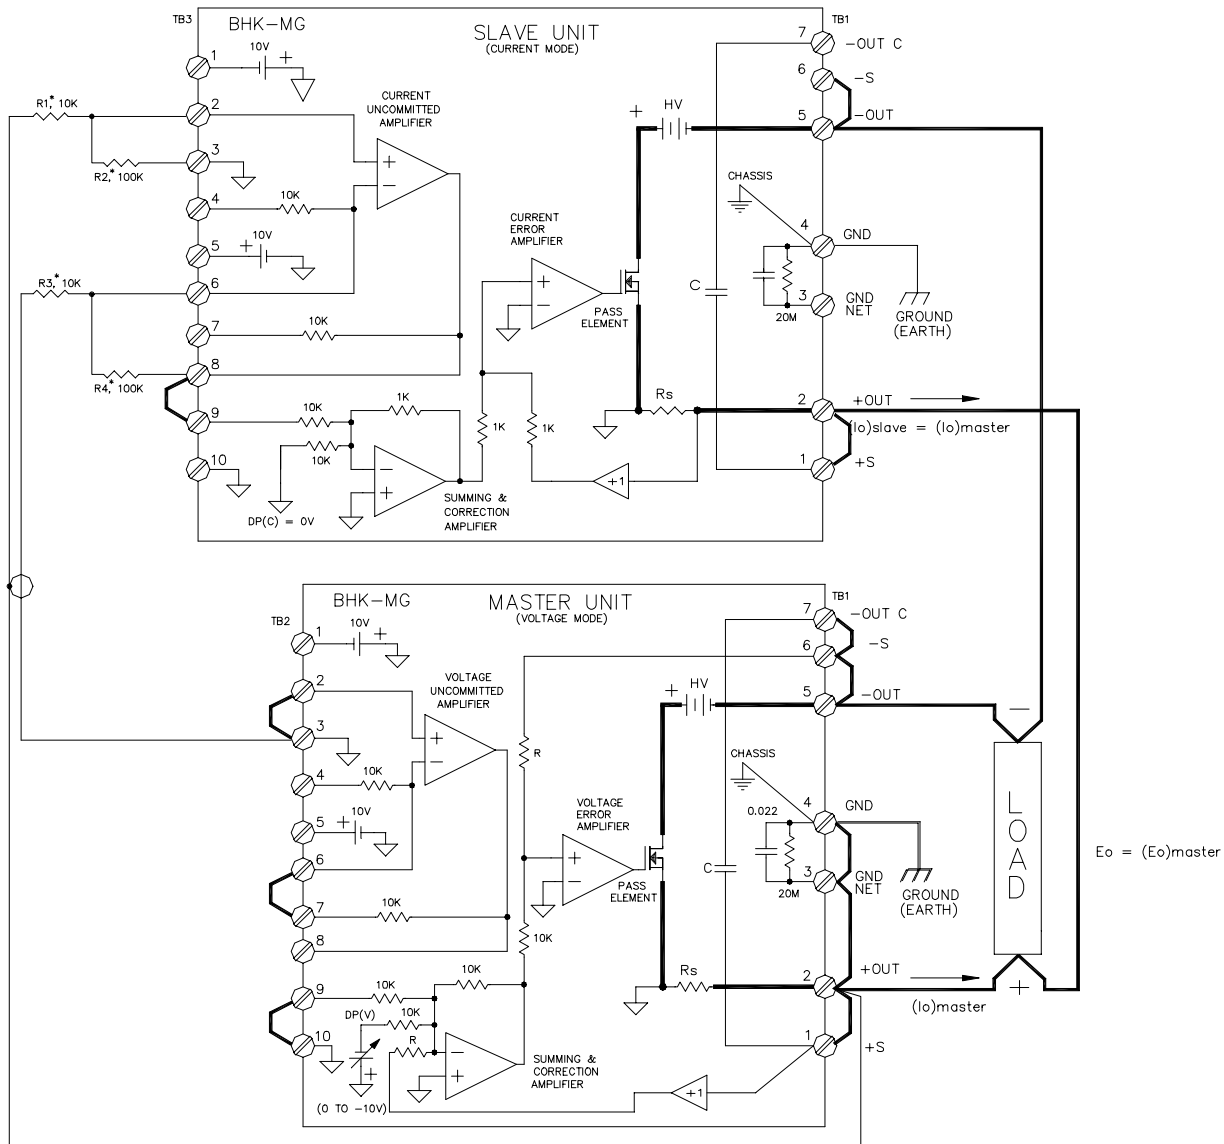 TB3
BHK-MG
SLAVE UNIT
(CURRENT MODE)
TB1
1
10V
+
2
R1,* 10K
R2,* 100K
3
4
10K
CURRENT
UNCOMMITTED
AMPLIFIER
+
−
5
+
10V
6
R3,* 10K
7
10K
8
R4,* 100K
9
10K
1K
10K
10
DP(C) = 0V
−
+
SUMMING &
CORRECTION
AMPLIFIER
1K
1K
+1
CURRENT
ERROR
AMPLIFIER
+
−
PASS
ELEMENT
+
HV
Rs
C
7
-OUT C
6
-S
5
-OUT
CHASSIS
4
GND
3
GND
NET
20M
GROUND
(EARTH)
2
+OUT
(Io)slave = (Io)master
1
+S
TB2
BHK-MG
MASTER UNIT
(VOLTAGE MODE)
TB1
1
10V
+
2
3
4
10K
VOLTAGE
UNCOMMITTED
AMPLIFIER
+
−
5
+
10V
6
7
10K
8
9
10K
10K
10K
R
10
DP(V)
+
(0 TO -10V)
−
+
SUMMING &
CORRECTION
AMPLIFIER
R
10K
VOLTAGE
ERROR
AMPLIFIER
+
−
PASS
ELEMENT
+
HV
Rs
C
+1
7
-OUT C
6
-S
5
-OUT
CHASSIS
0.022
20M
4
GND
3
GND
NET
GROUND
(EARTH)
2
+OUT
(Io)master
1
+S
−
LOAD
+
Eo = (Eo)master